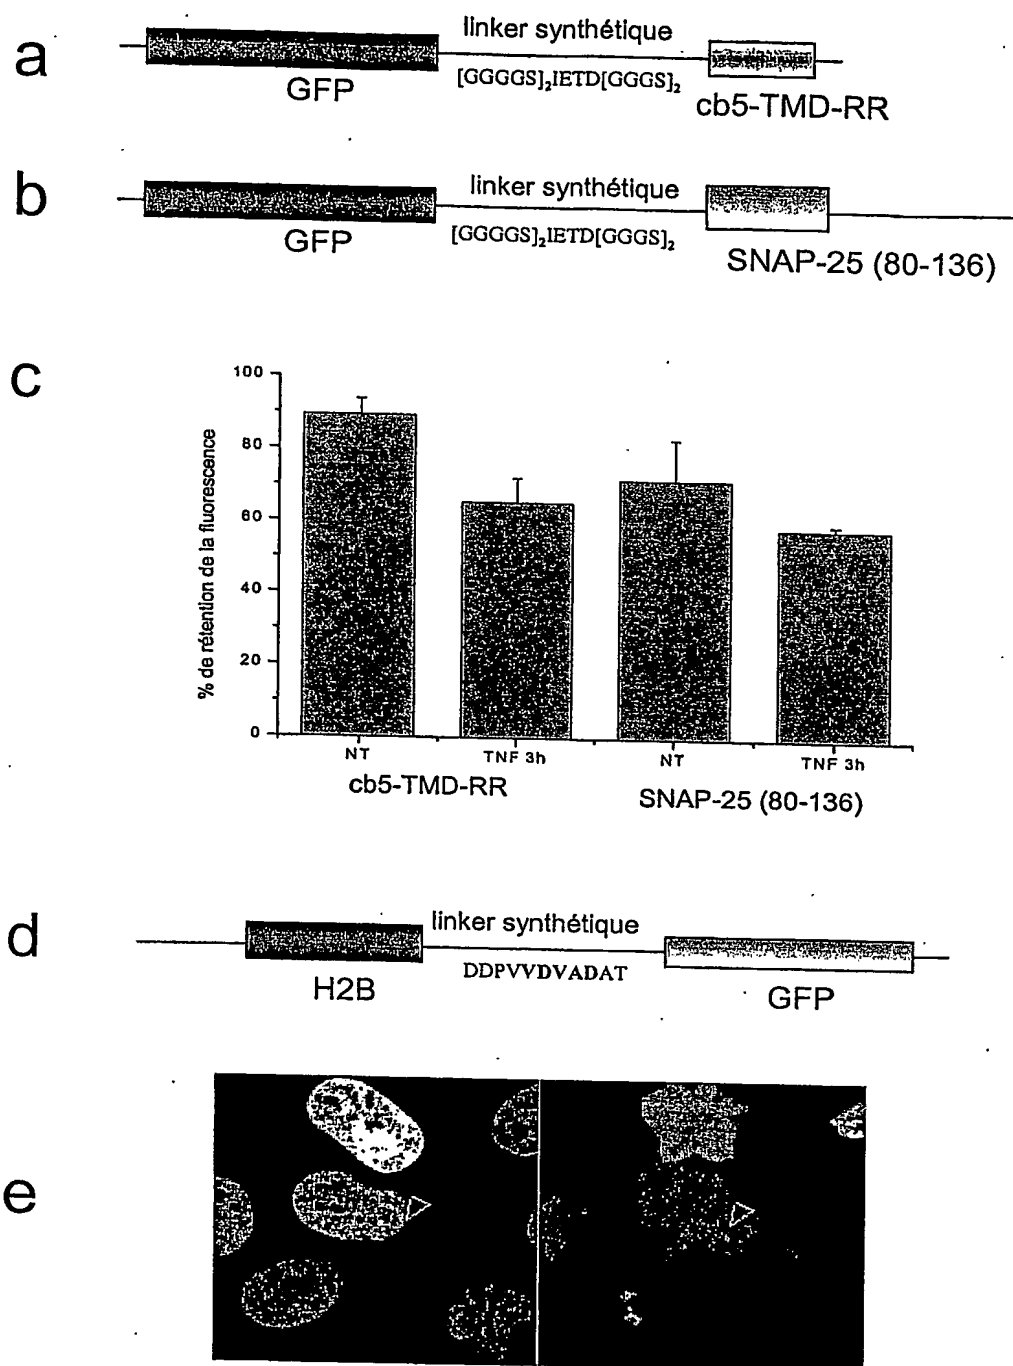 a
linker synthétique
GFP
[GGGGS]₂IETD[GGGS]₂
cb5-TMD-RR
b
linker synthétique
GFP
[GGGGS]₂IETD[GGGS]₂
SNAP-25 (80-136)
c
% de rétention de la fluorescence
100
80
60
40
20
0
NT
TNF 3h
NT
TNF 3h
cb5-TMD-RR
SNAP-25 (80-136)
d
linker synthétique
H2B
DDPVVDVADAT
GFP
e